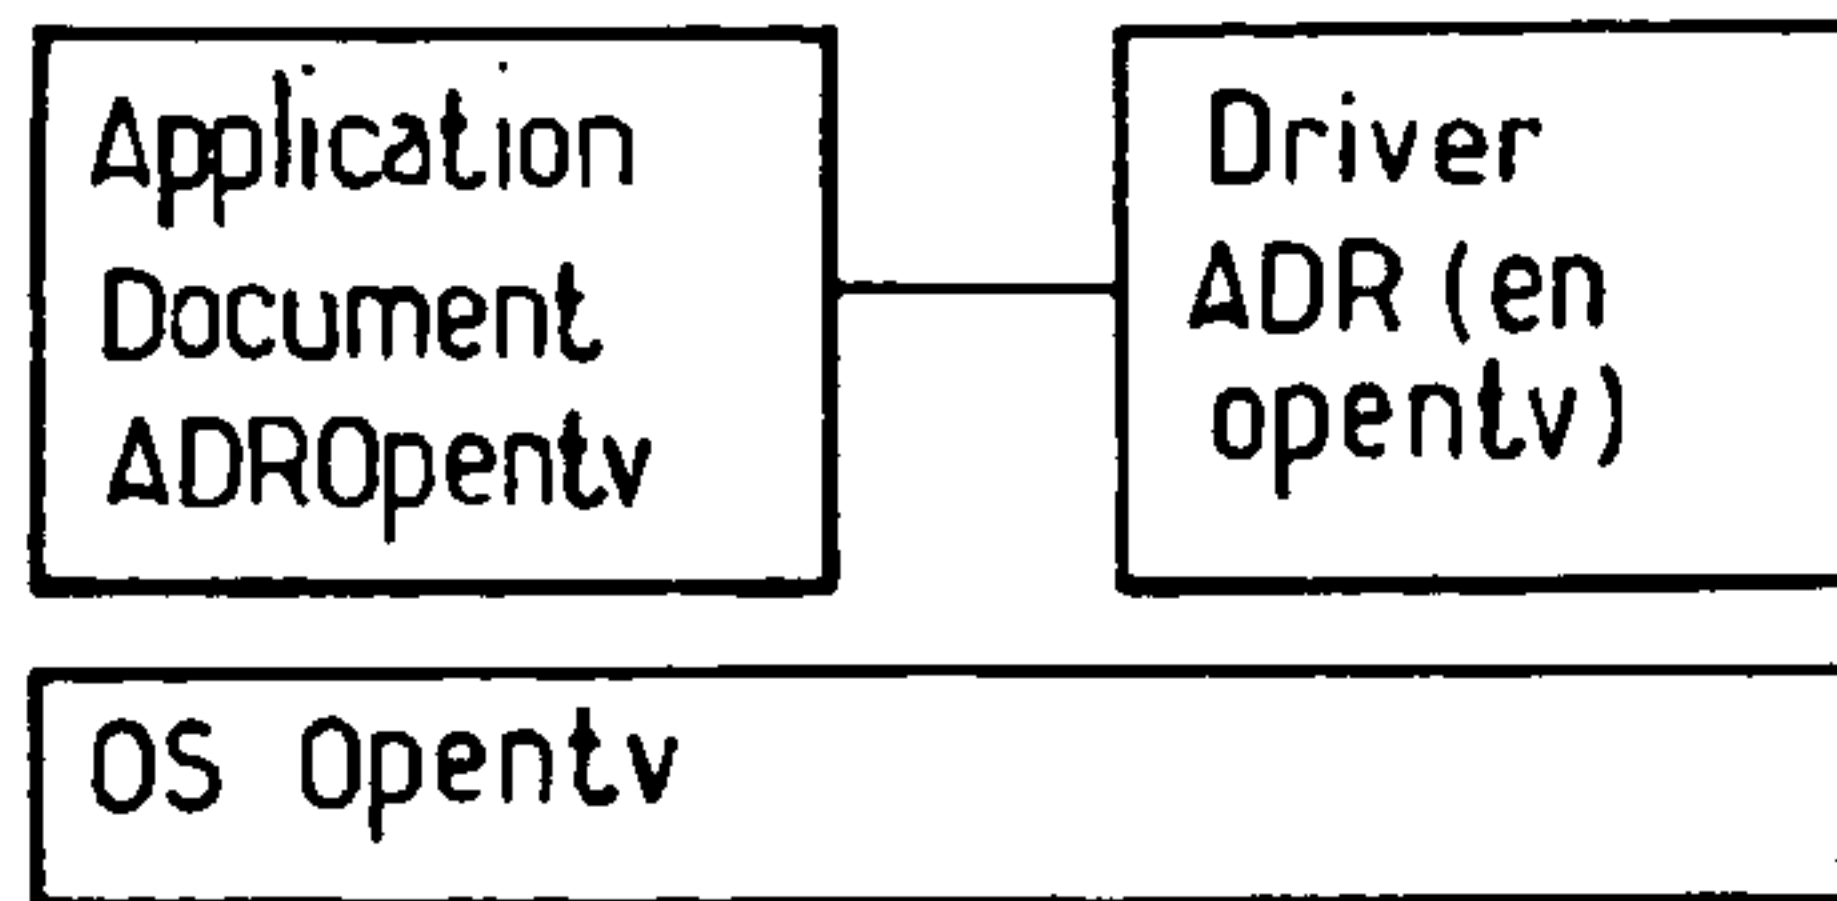 Application
Document
ADROpentv
Driver
ADR (en
opentv)
OS Opentv